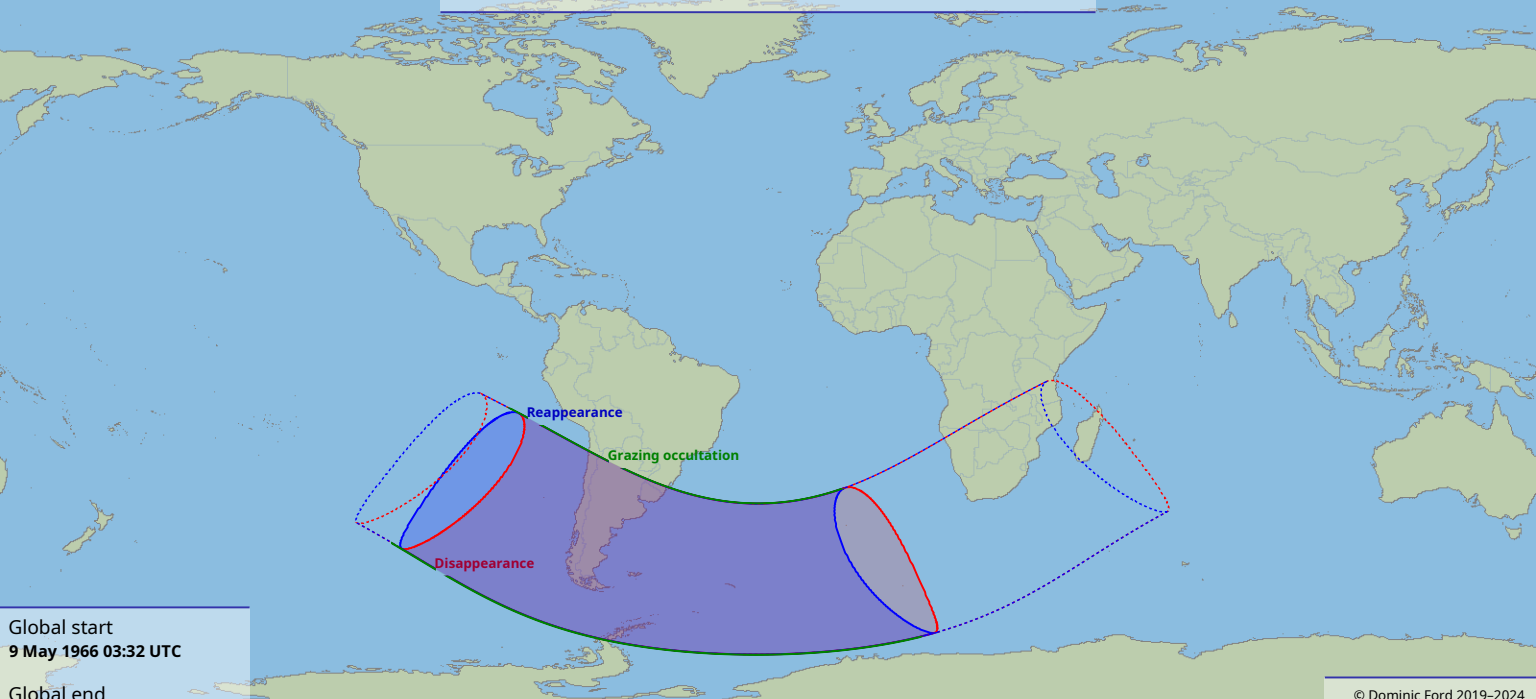 Reappearance
Grazing occultation
Disappearance
Global start
9 May 1966 03:32 UTC
Global end
© Dominic Ford 2019–2024